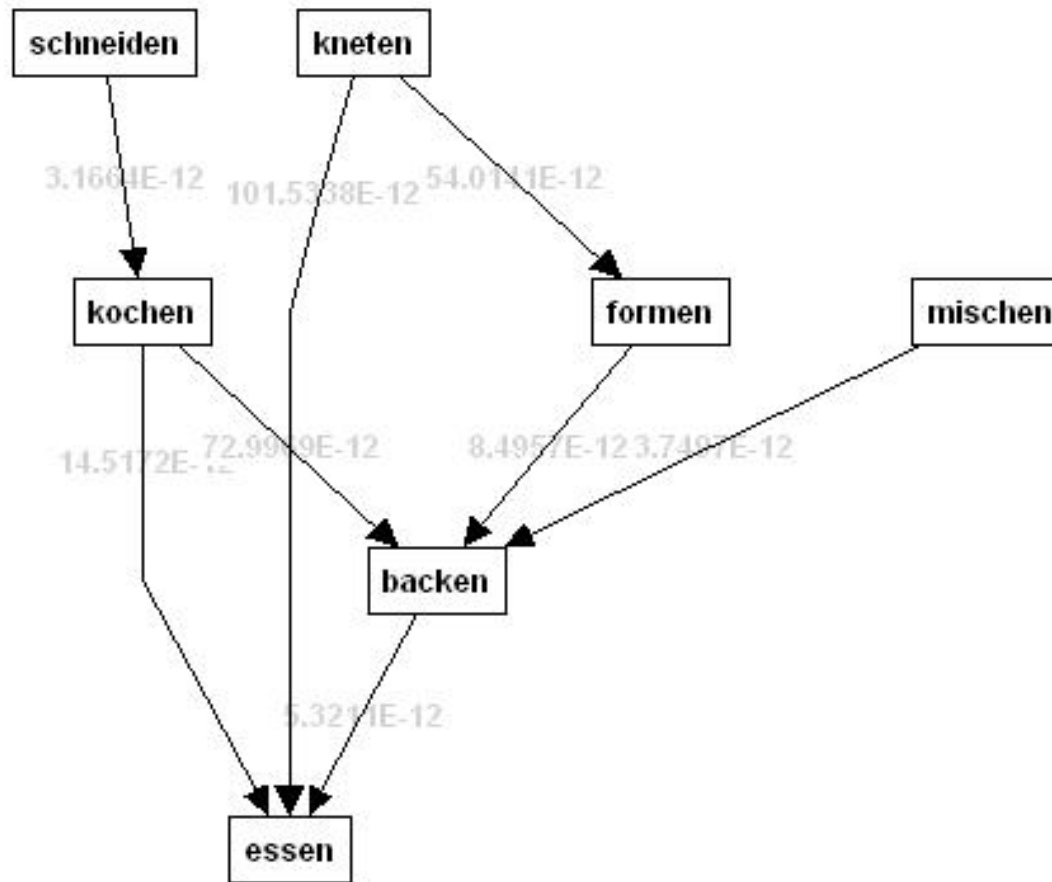 schneiden
kneten
3.1664E-12
101.5338E-12
54.0141E-12
kochen
formen
mischen
14.5172E-12
72.9969E-12
8.4957E-12
3.7497E-12
backen
5.3211E-12
essen